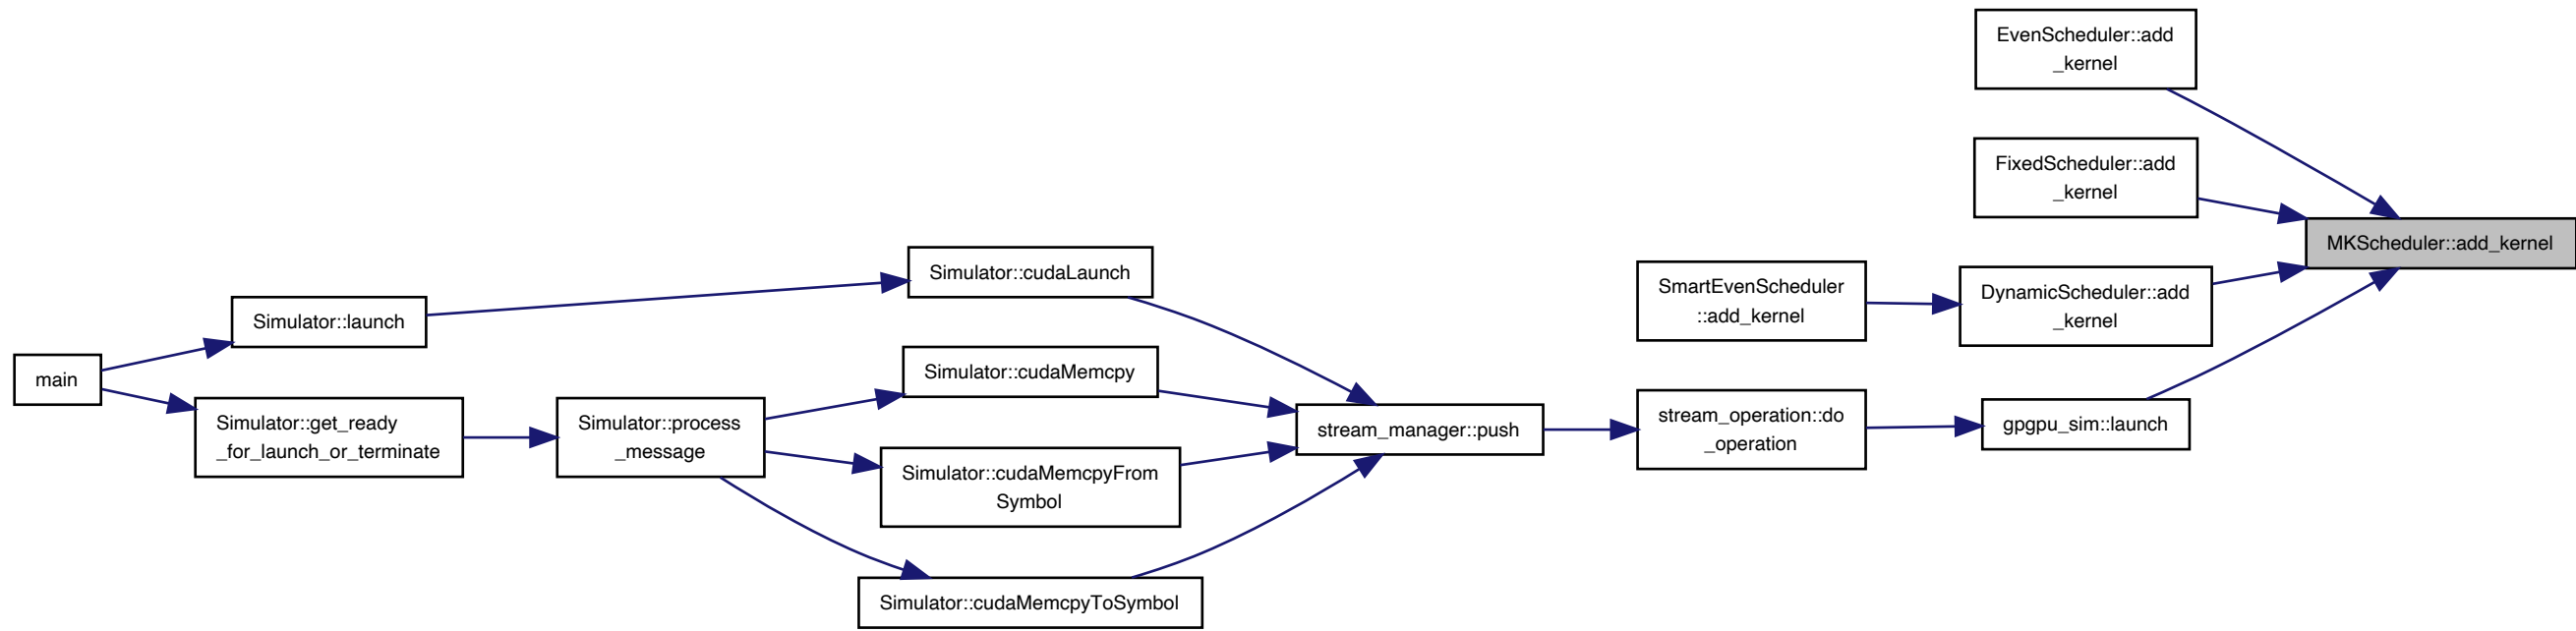 main
Simulator::launch
Simulator::get_ready
_for_launch_or_terminate
Simulator::process
_message
Simulator::cudaLaunch
Simulator::cudaMemcpy
Simulator::cudaMemcpyFrom
Symbol
Simulator::cudaMemcpyToSymbol
stream_manager::push
SmartEvenScheduler
::add_kernel
stream_operation::do
_operation
EvenScheduler::add
_kernel
FixedScheduler::add
_kernel
DynamicScheduler::add
_kernel
gpgpu_sim::launch
MKScheduler::add_kernel